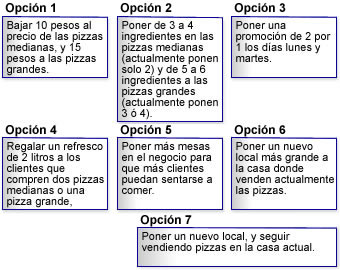 Opción 1
Bajar 10 pesos al
precio de las pizzas
medianas, y 15
pesos a las pizzas
grandes.
Opción 2
Poner de 3 a 4
ingredientes en las
pizzas medianas
(actualmente ponen
solo 2) y de 5 a 6
ingredientes a las
pizzas grandes
(actualmente ponen
3 ó 4).
Opción 3
Poner una
promoción de 2 por
1 los días lunes y
martes.
Opción 4
Regalar un refresco
de 2 litros a los
clientes que
compren dos pizzas
medianas o una
pizza grande,
Opción 5
Poner más mesas
en el negocio para
que más clientes
puedan sentarse a
comer.
Opción 6
Poner un nuevo
local más grande a
la casa donde
venden actualmente
las pizzas.
Opción 7
Poner un nuevo local, y seguir
vendiendo pizzas en la casa actual.